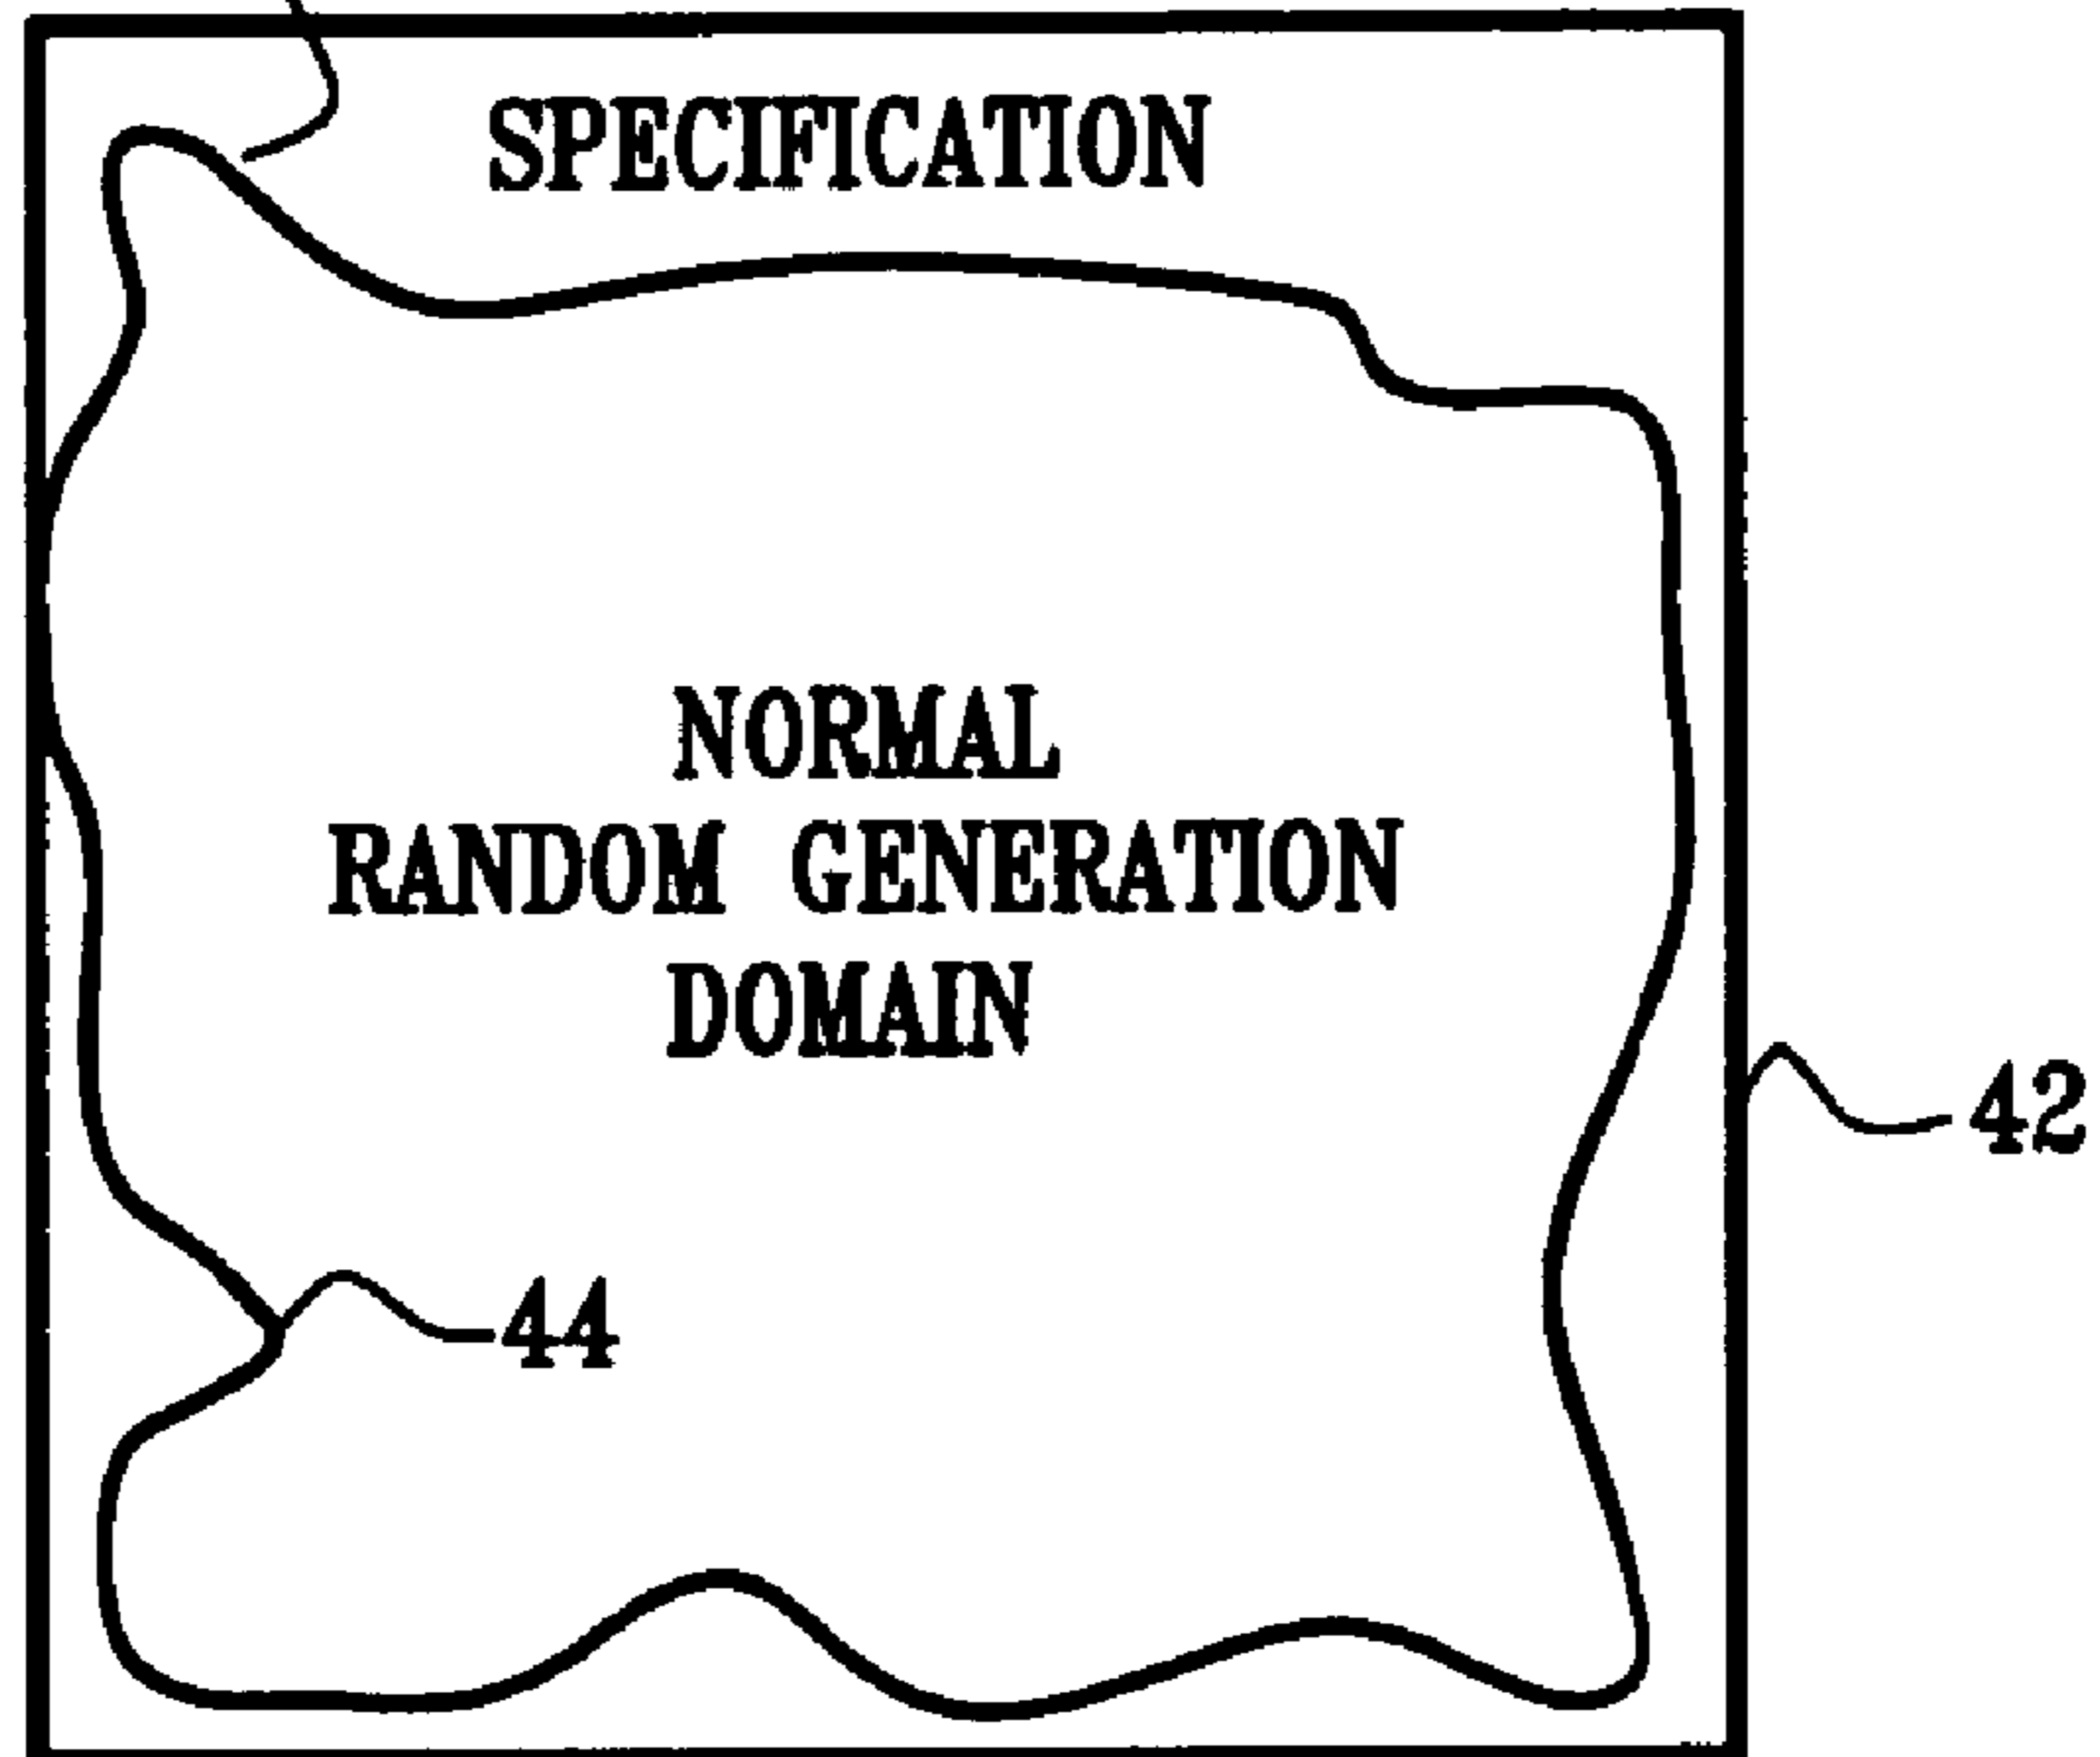 SPECIFICATION
NORMAL
RANDOM GENERATION
DOMAIN
42
44